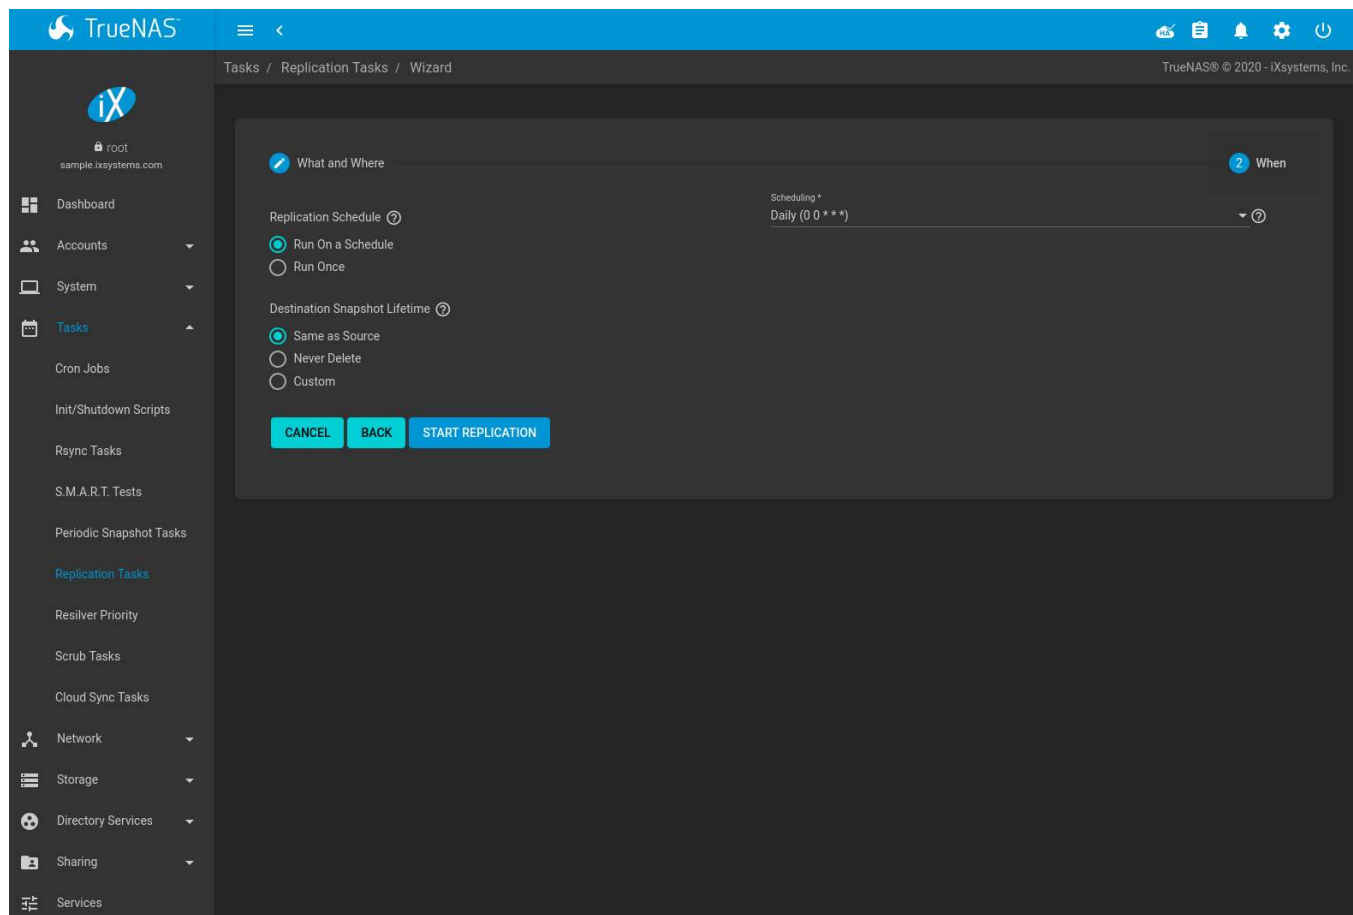 TrueNAS
HA
Tasks / Replication Tasks / Wizard
TrueNAS® © 2020 - iXsystems, Inc.
iX
root
sample.ixsystems.com
Dashboard
Accounts
System
Tasks
Cron Jobs
Init/Shutdown Scripts
Rsync Tasks
S.M.A.R.T. Tests
Periodic Snapshot Tasks
Replication Tasks
Resilver Priority
Scrub Tasks
Cloud Sync Tasks
Network
Storage
Directory Services
Sharing
Services
What and Where
2 When
Replication Schedule ?
Run On a Schedule
Run Once
Scheduling *
Daily (0 0 * * *) ?
Destination Snapshot Lifetime ?
Same as Source
Never Delete
Custom
CANCEL BACK START REPLICATION